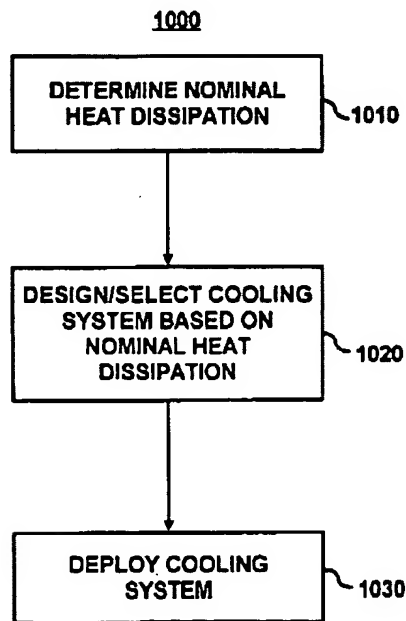 1000
DETERMINE NOMINAL
HEAT DISSIPATION
1010
DESIGN/SELECT COOLING
SYSTEM BASED ON
NOMINAL HEAT
DISSIPATION
1020
DEPLOY COOLING
SYSTEM
1030